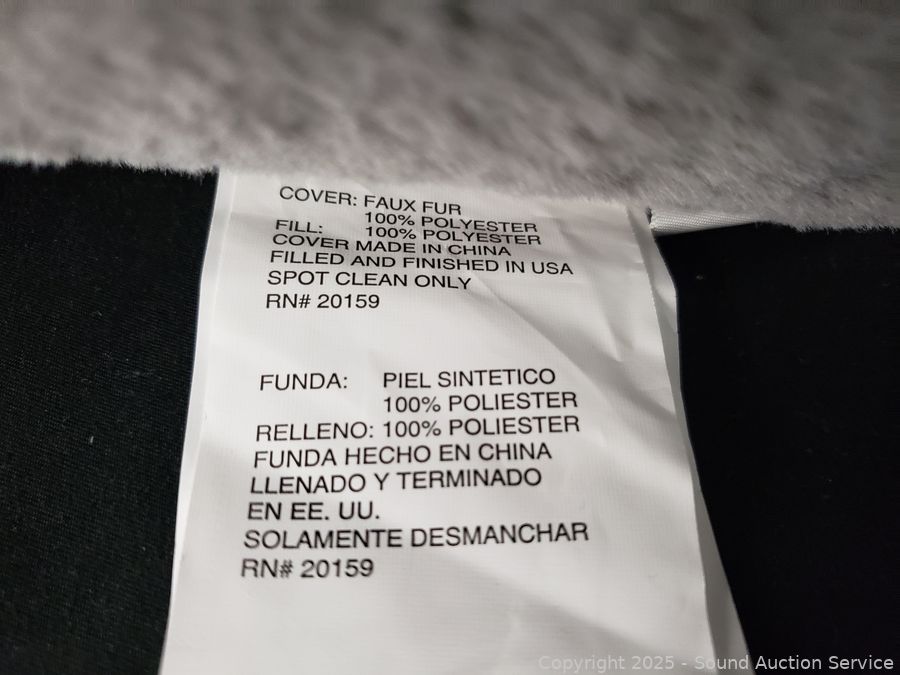 COVER: FAUX FUR
100% POLYESTER
FILL: 100% POLYESTER
COVER MADE IN CHINA
FILLED AND FINISHED IN USA
SPOT CLEAN ONLY
RN# 20159
FUNDA: PIEL SINTETICO
100% POLIESTER
RELLENO: 100% POLIESTER
FUNDA HECHO EN CHINA
LLENADO Y TERMINADO
EN EE. UU.
SOLAMENTE DESMANCHAR
RN# 20159
Copyright 2025 - Sound Auction Service